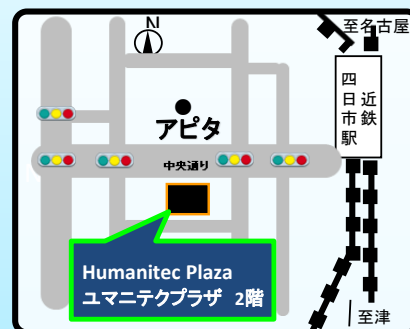 N
至名古屋
近鉄
四日市駅
アピタ
中央通り
Humanitec Plaza
ユマニテクプラザ 2階
至津